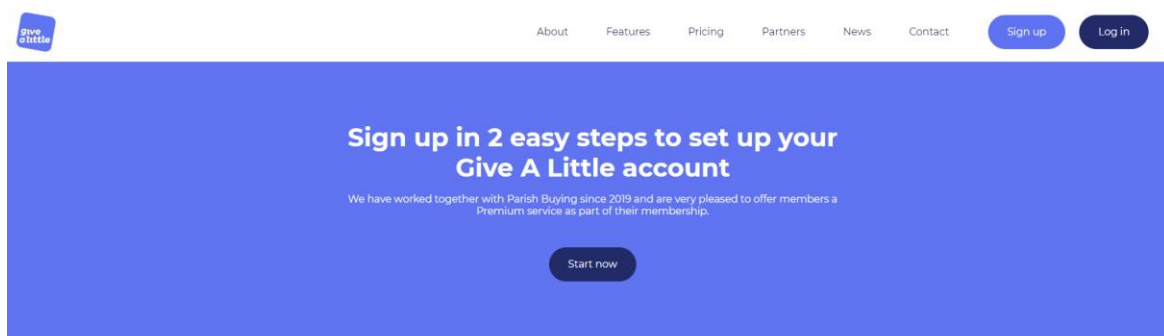 give
a little
About Features Pricing Partners News Contact Sign up Log in
Sign up in 2 easy steps to set up your
Give A Little account
We have worked together with Parish Buying since 2019 and are very pleased to offer members a
Premium service as part of their membership.
Start now